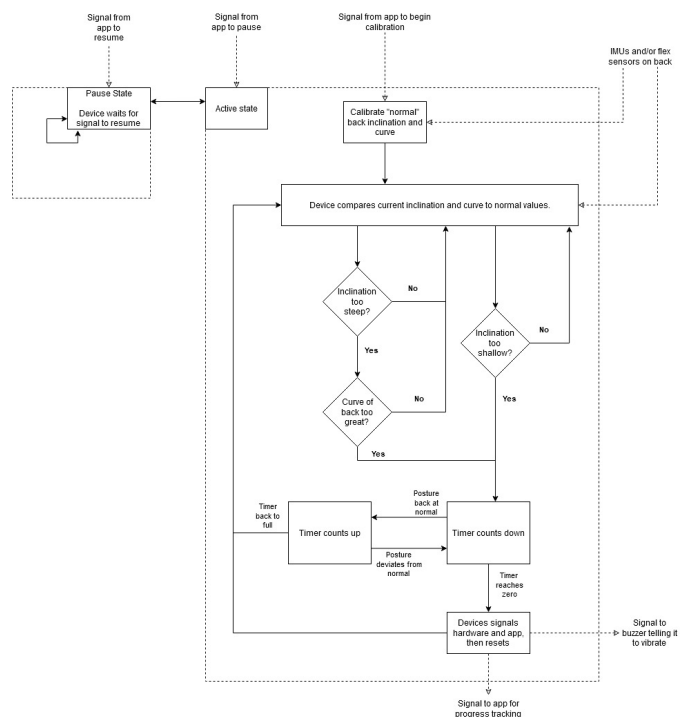 Signal from
app to
resume
Signal from
app to pause
Signal from app to begin
calibration
IMUs and/or flex
sensors on back
Pause State
Device waits for
signal to resume
Active state
Calibrate "normal"
back inclination and
curve
Device compares current inclination and curve to normal values.
Inclination
too
steep?
No
Inclination
too
shallow?
No
Yes
Curve of
back too
great?
No
Yes
Yes
Timer
back to
full
Timer counts up
Posture
back at
normal
Posture
deviates from
normal
Timer counts down
Timer
reaches
zero
Devices signals
hardware and app,
then resets
Signal to
buzzer telling it
to vibrate
Signal to app for
progress tracking